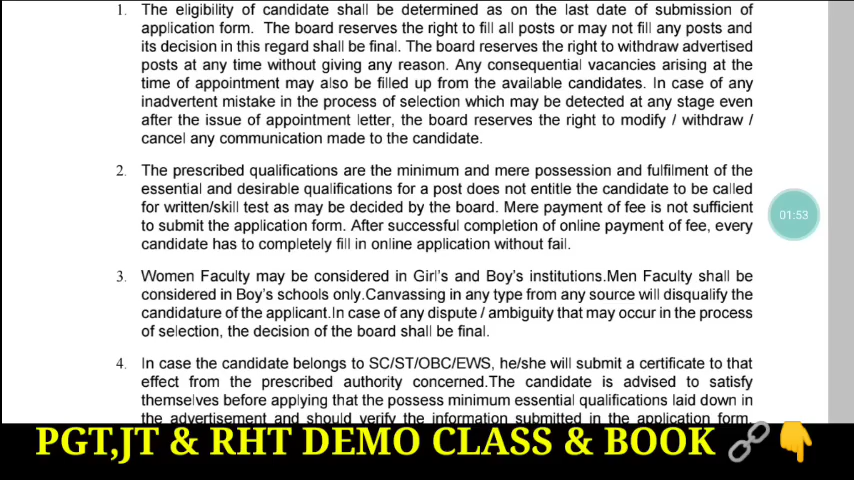 1. The eligibility of candidate shall be determined as on the last date of submission of
application form. The board reserves the right to fill all posts or may not fill any posts and
its decision in this regard shall be final. The board reserves the right to withdraw advertised
posts at any time without giving any reason. Any consequential vacancies arising at the
time of appointment may also be filled up from the available candidates. In case of any
inadvertent mistake in the process of selection which may be detected at any stage even
after the issue of appointment letter, the board reserves the right to modify / withdraw /
cancel any communication made to the candidate.
2. The prescribed qualifications are the minimum and mere possession and fulfilment of the
essential and desirable qualifications for a post does not entitle the candidate to be called
for written/skill test as may be decided by the board. Mere payment of fee is not sufficient
to submit the application form. After successful completion of online payment of fee, every
candidate has to completely fill in online application without fail.
01:53
3. Women Faculty may be considered in Girl's and Boy's institutions.Men Faculty shall be
considered in Boy's schools only.Canvassing in any type from any source will disqualify the
candidature of the applicant.In case of any dispute / ambiguity that may occur in the process
of selection, the decision of the board shall be final.
4. In case the candidate belongs to SC/ST/OBC/EWS, he/she will submit a certificate to that
effect from the prescribed authority concerned.The candidate is advised to satisfy
themselves before applying that the possess minimum essential qualifications laid down in
the advertisement and should verify the information submitted in the application form.
PGT,JT & RHT DEMO CLASS & BOOK 🔗👇